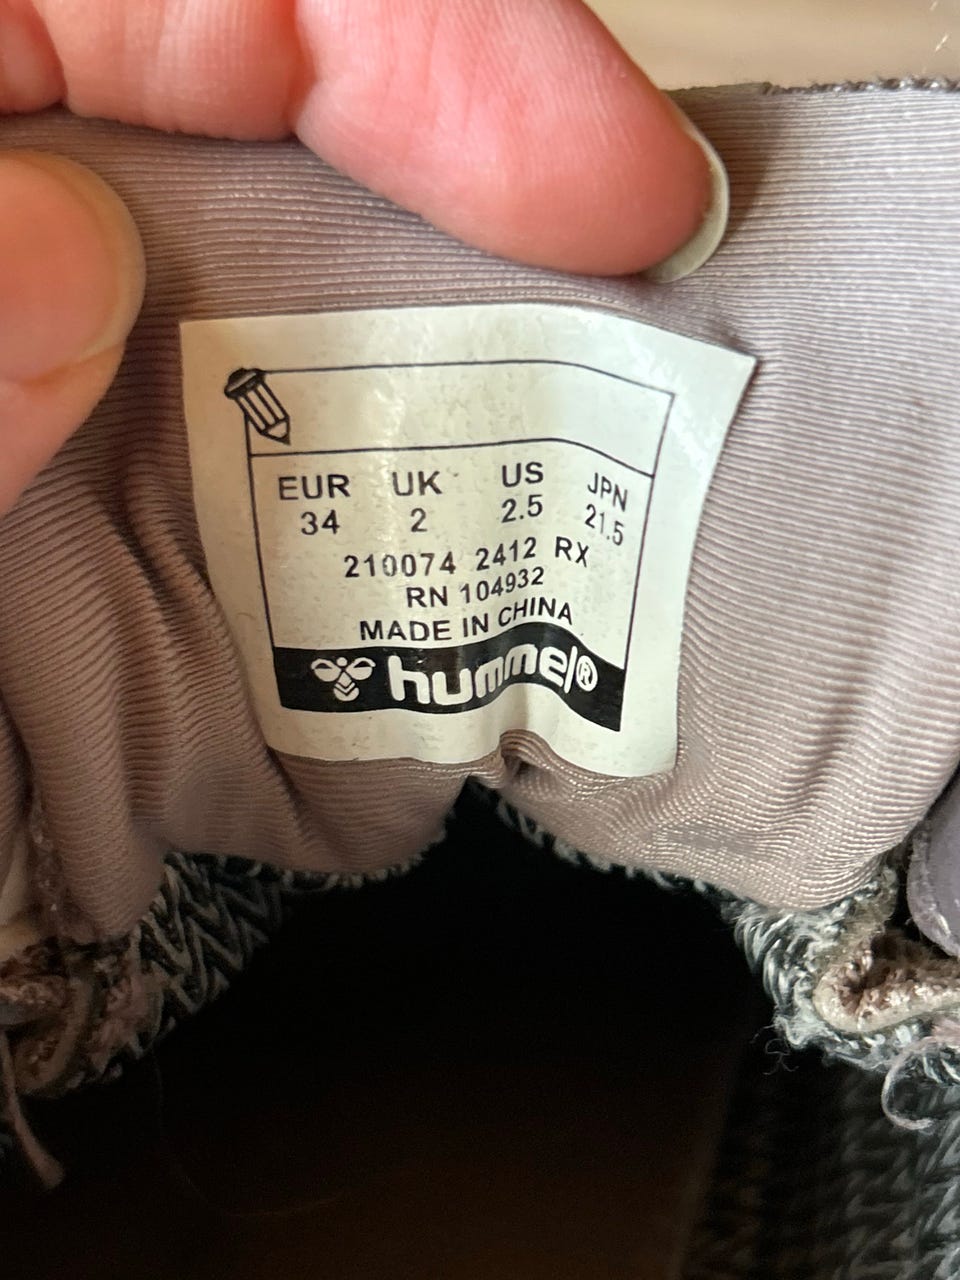 EUR UK US JPN
34 2 2.5 21.5
210074 2412 RX
RN 104932
MADE IN CHINA
hummel®